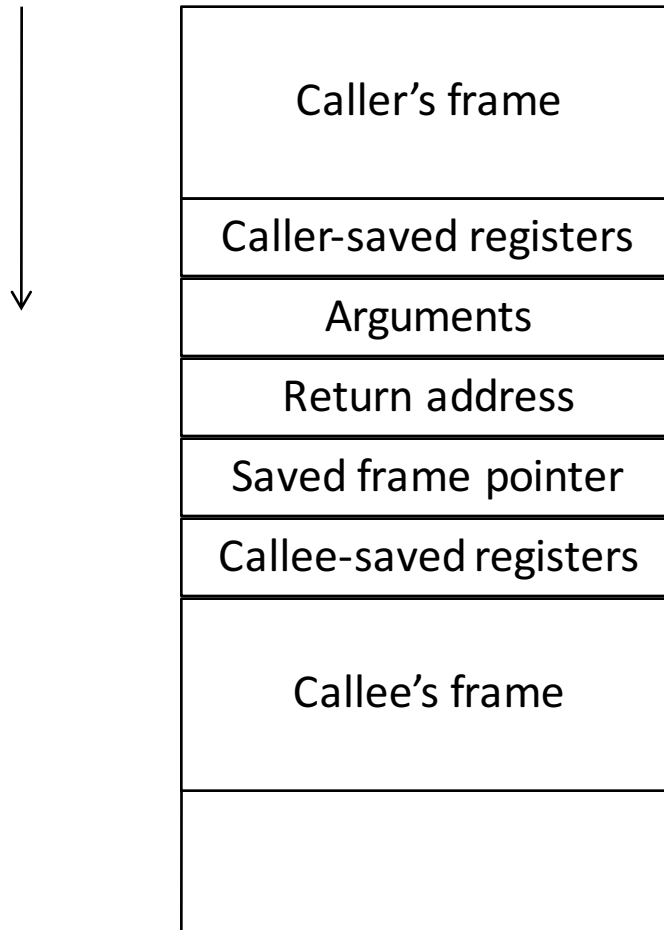 Caller’s frame
Caller-saved registers
Arguments
Return address
Saved frame pointer
Callee-saved registers
Callee’s frame